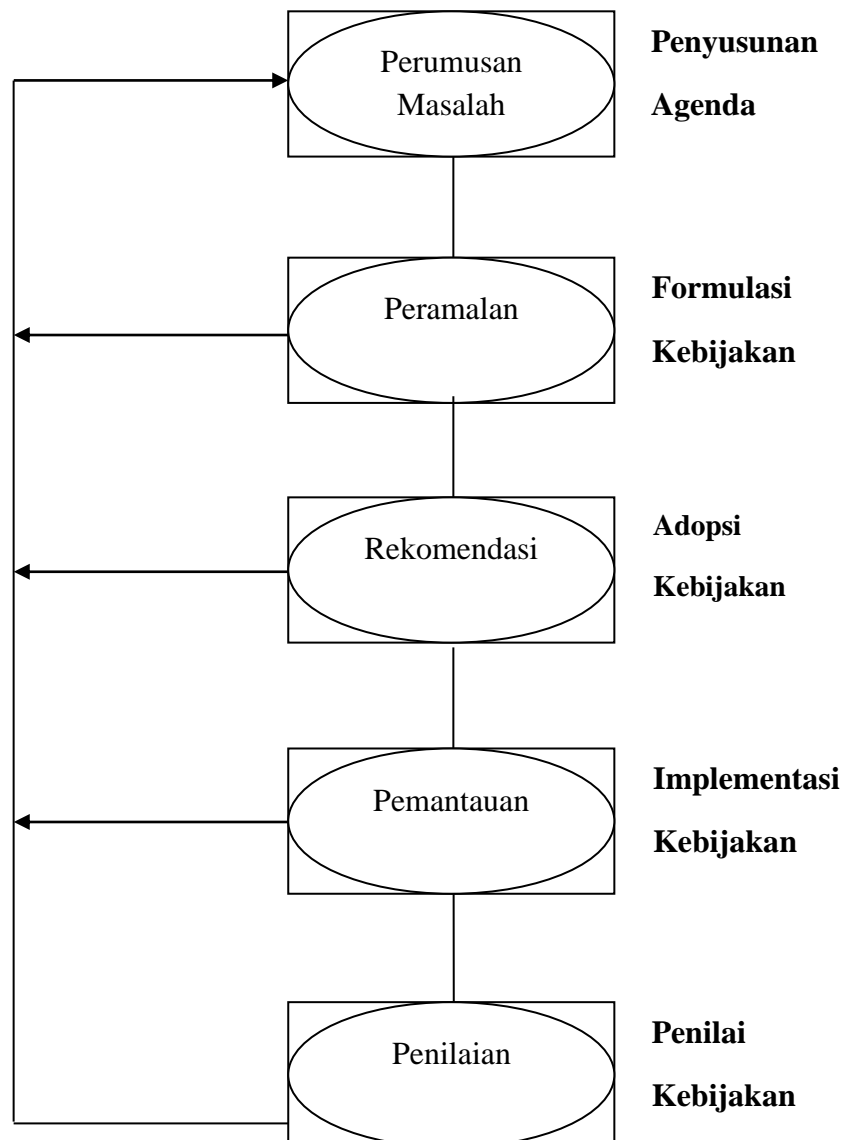 Perumusan
Masalah
Penyusunan
Agenda
Peramalan
Formulasi
Kebijakan
Rekomendasi
Adopsi
Kebijakan
Pemantauan
Implementasi
Kebijakan
Penilaian
Penilai
Kebijakan